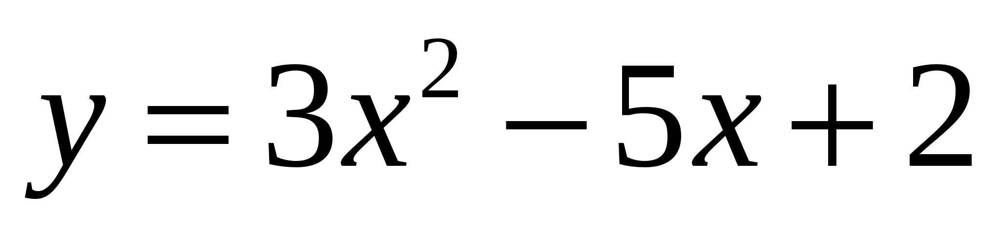 y = 3x² − 5x + 2